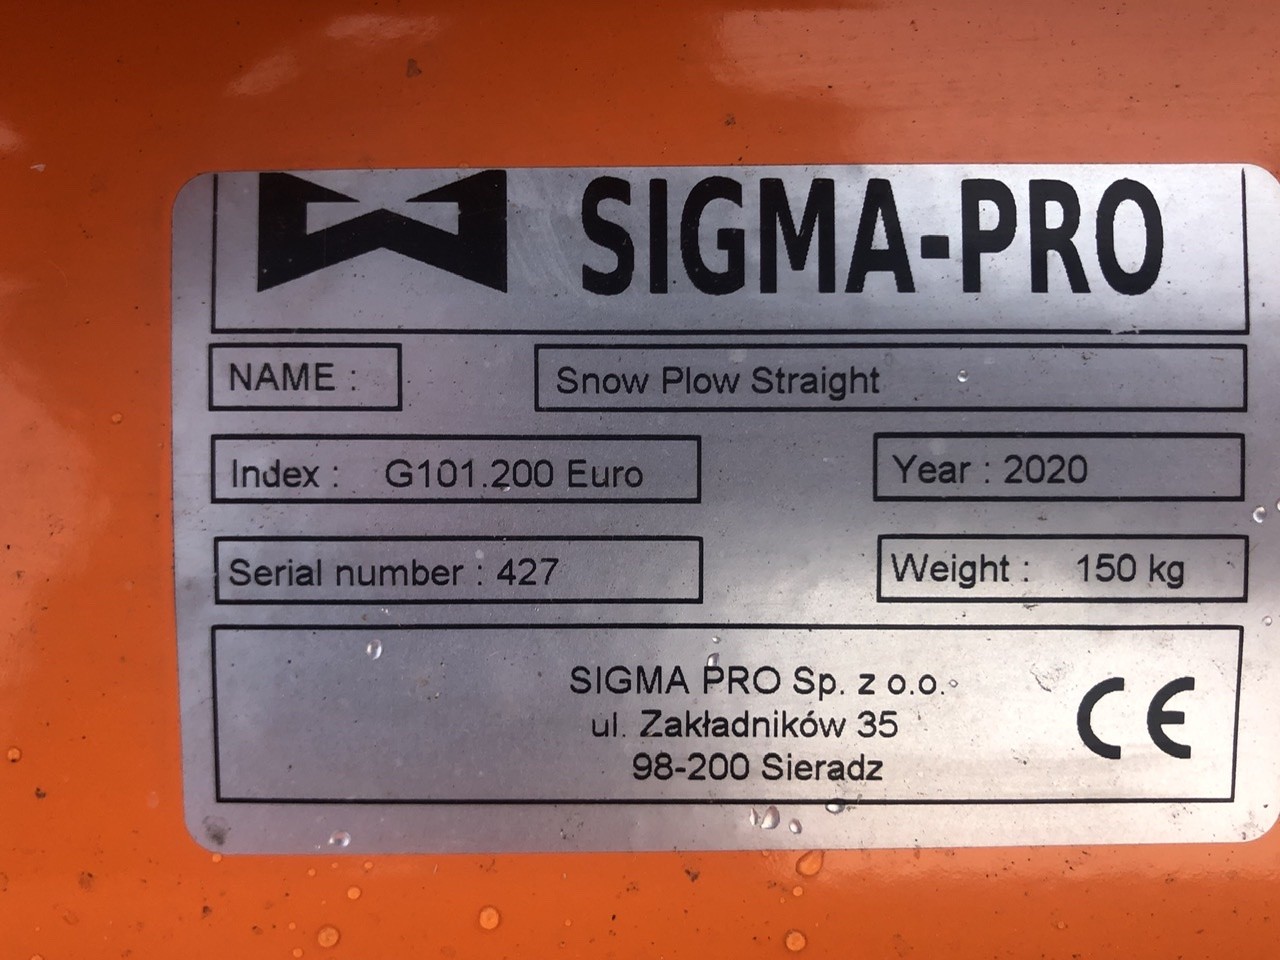 SIGMA-PRO
NAME : Snow Plow Straight
Index : G101.200 Euro Year : 2020
Serial number : 427 Weight : 150 kg
SIGMA PRO Sp. z o.o.
ul. Zakładników 35
98-200 Sieradz
CE